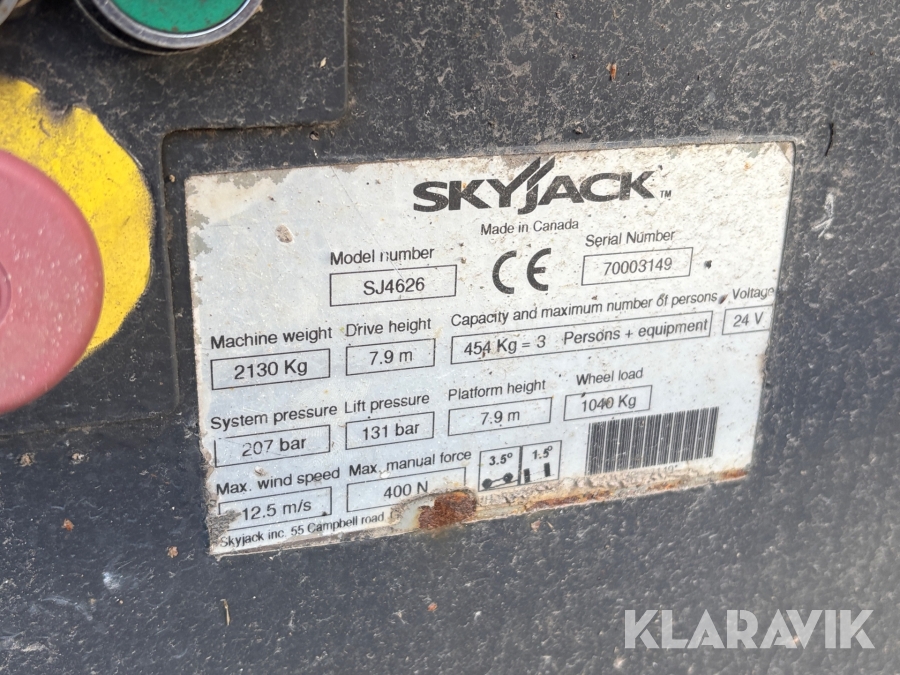 SKYJACK™
Made in Canada
Model number
SJ4626
CE
Serial Number
70003149
Machine weight
2130 Kg
Drive height
7.9 m
Capacity and maximum number of persons
454 Kg = 3 Persons + equipment
Voltage
24 V
System pressure
207 bar
Lift pressure
131 bar
Platform height
7.9 m
Wheel load
1040 Kg
Max. wind speed
12.5 m/s
Max. manual force
400 N
3.5° 1.5°
Skyjack inc. 55 Campbell road
KLARAVIK